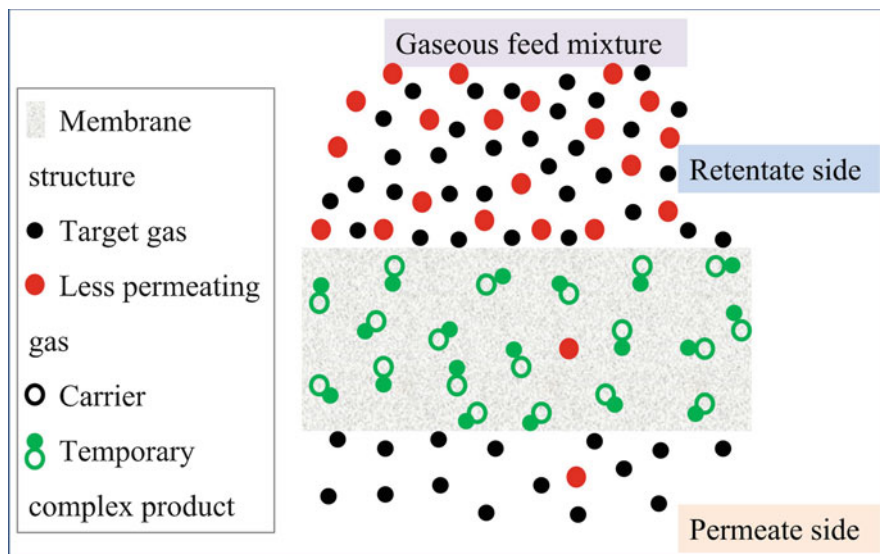 Gaseous feed mixture
Membrane
structure
Target gas
Less permeating
gas
Carrier
Temporary
complex product
Retentate side
Permeate side